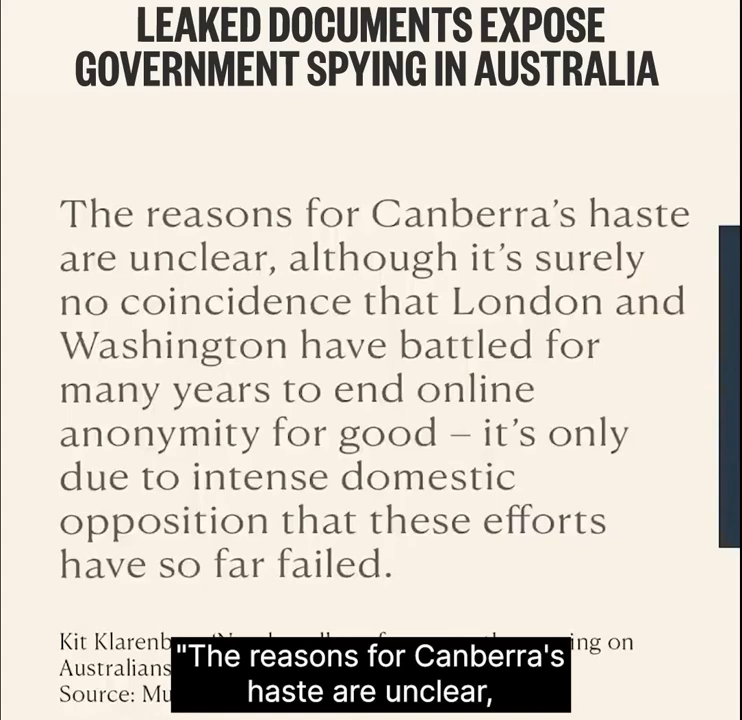 LEAKED DOCUMENTS EXPOSE
GOVERNMENT SPYING IN AUSTRALIA
The reasons for Canberra’s haste
are unclear, although it’s surely
no coincidence that London and
Washington have battled for
many years to end online
anonymity for good – it’s only
due to intense domestic
opposition that these efforts
have so far failed.
Kit Klarenb ing on
Australians
Source: Mu
"The reasons for Canberra's
haste are unclear,